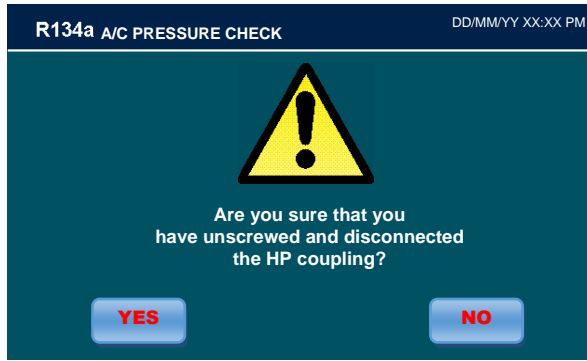 R134a A/C PRESSURE CHECK DD/MM/YY XX:XX PM
Are you sure that you
have unscrewed and disconnected
the HP coupling?
YES NO